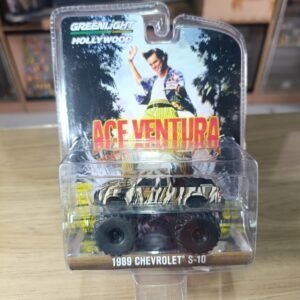 GREENLIGHT
HOLLYWOOD
ACE VENTURA
1989 CHEVROLET S-10